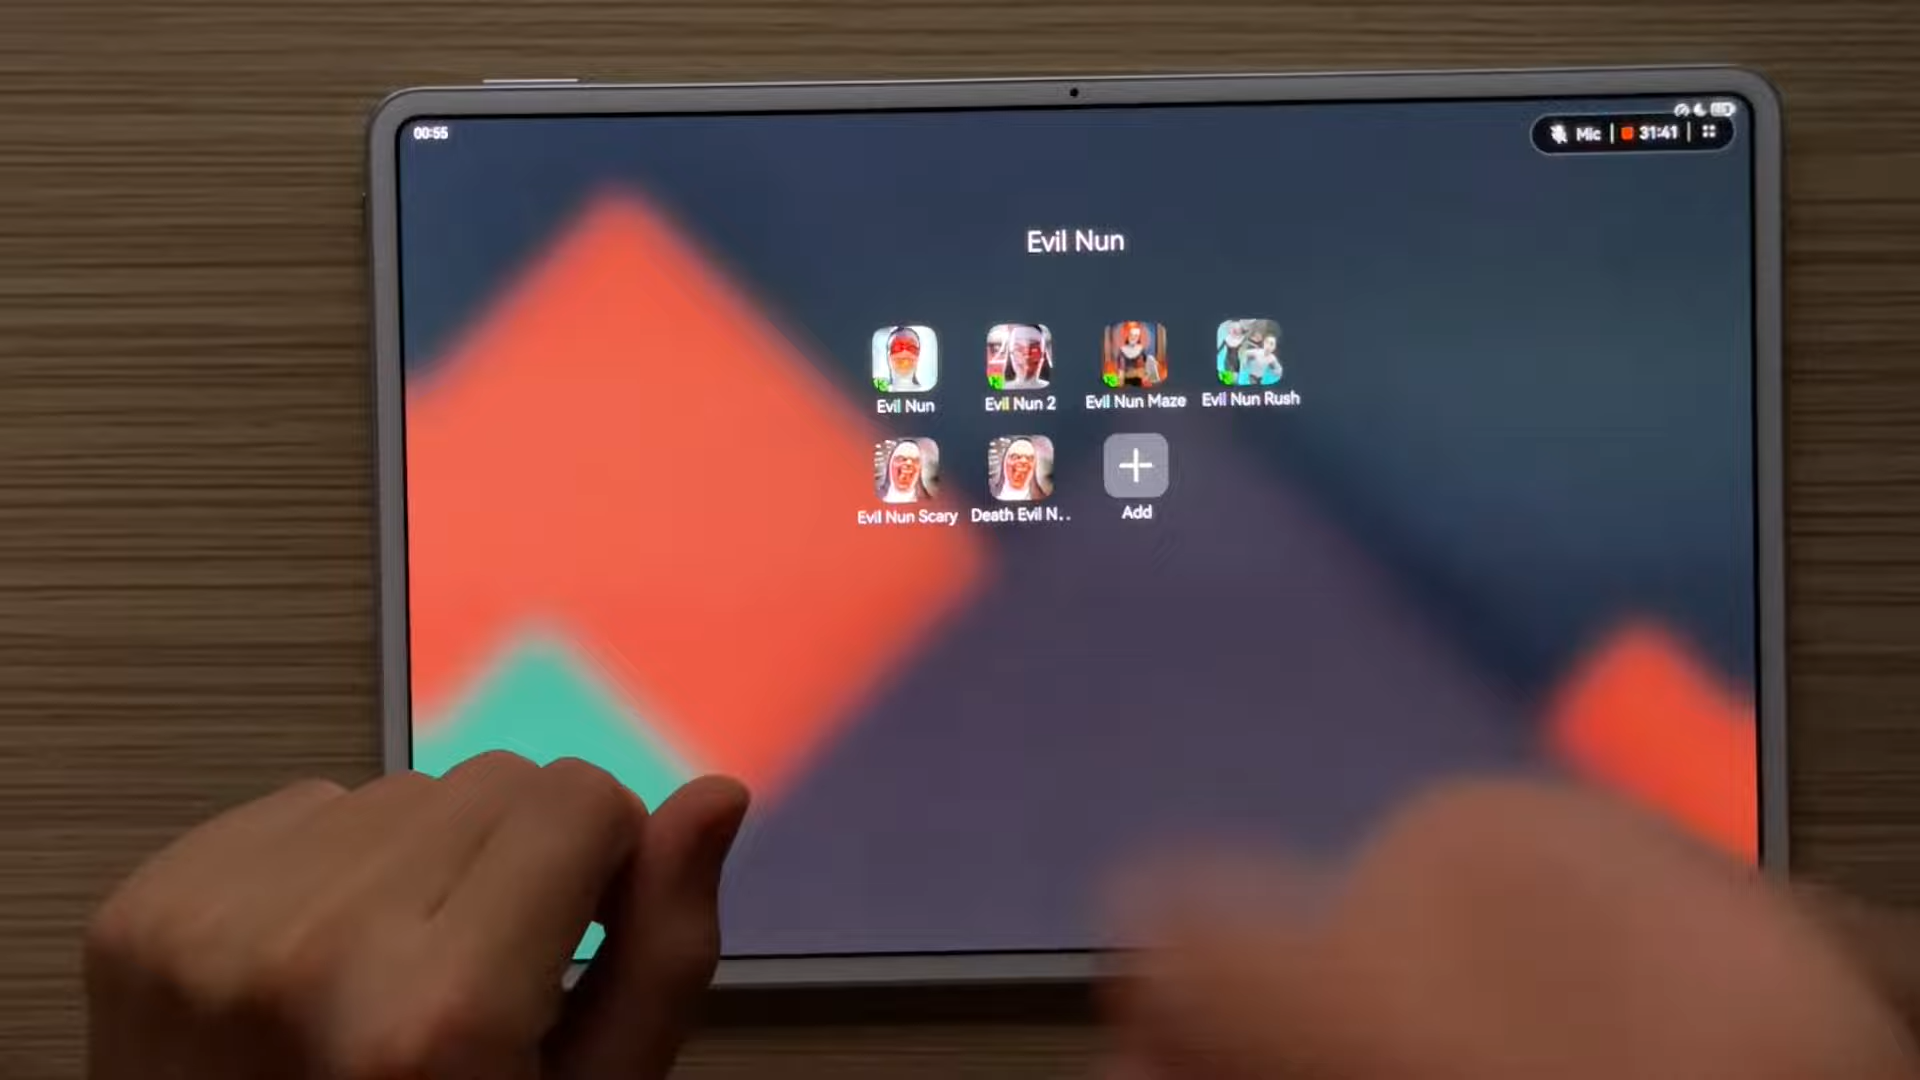 00:55
Mic | 31:41
Evil Nun
Evil Nun
Evil Nun 2
Evil Nun Maze
Evil Nun Rush
Evil Nun Scary
Death Evil N..
Add